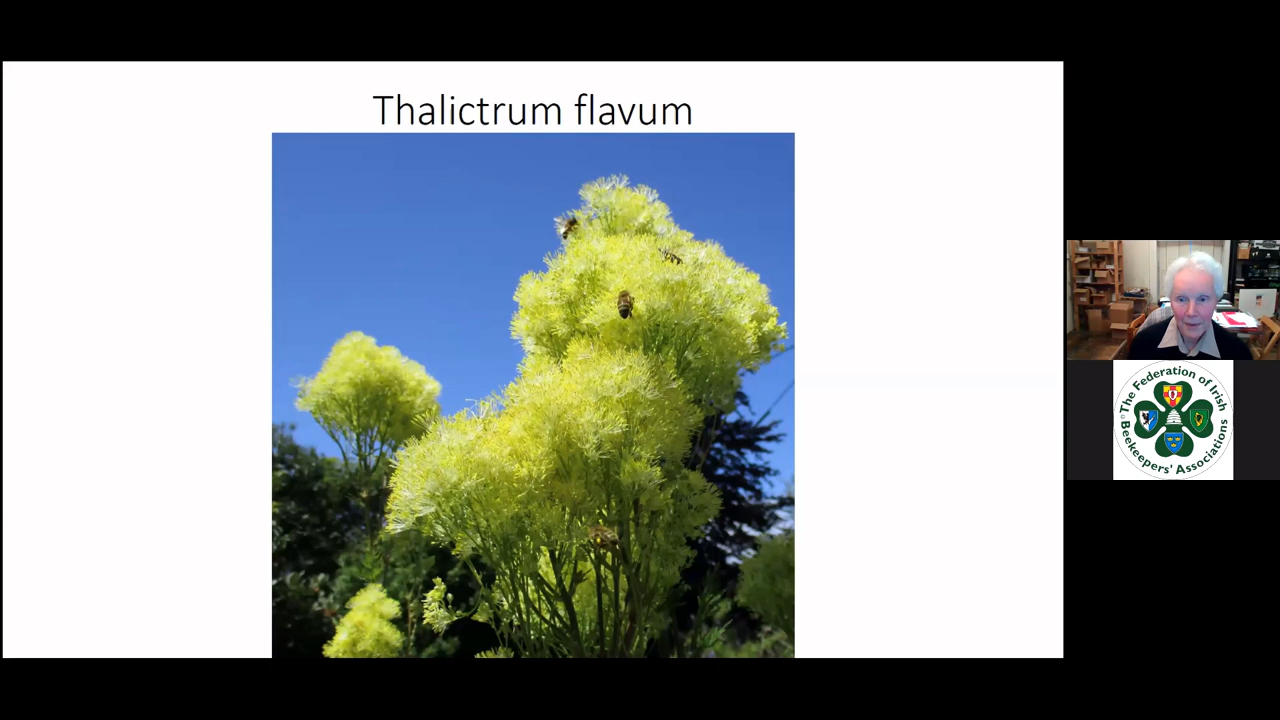 Thalictrum flavum
The Federation of Irish
Beekeepers' Associations
©